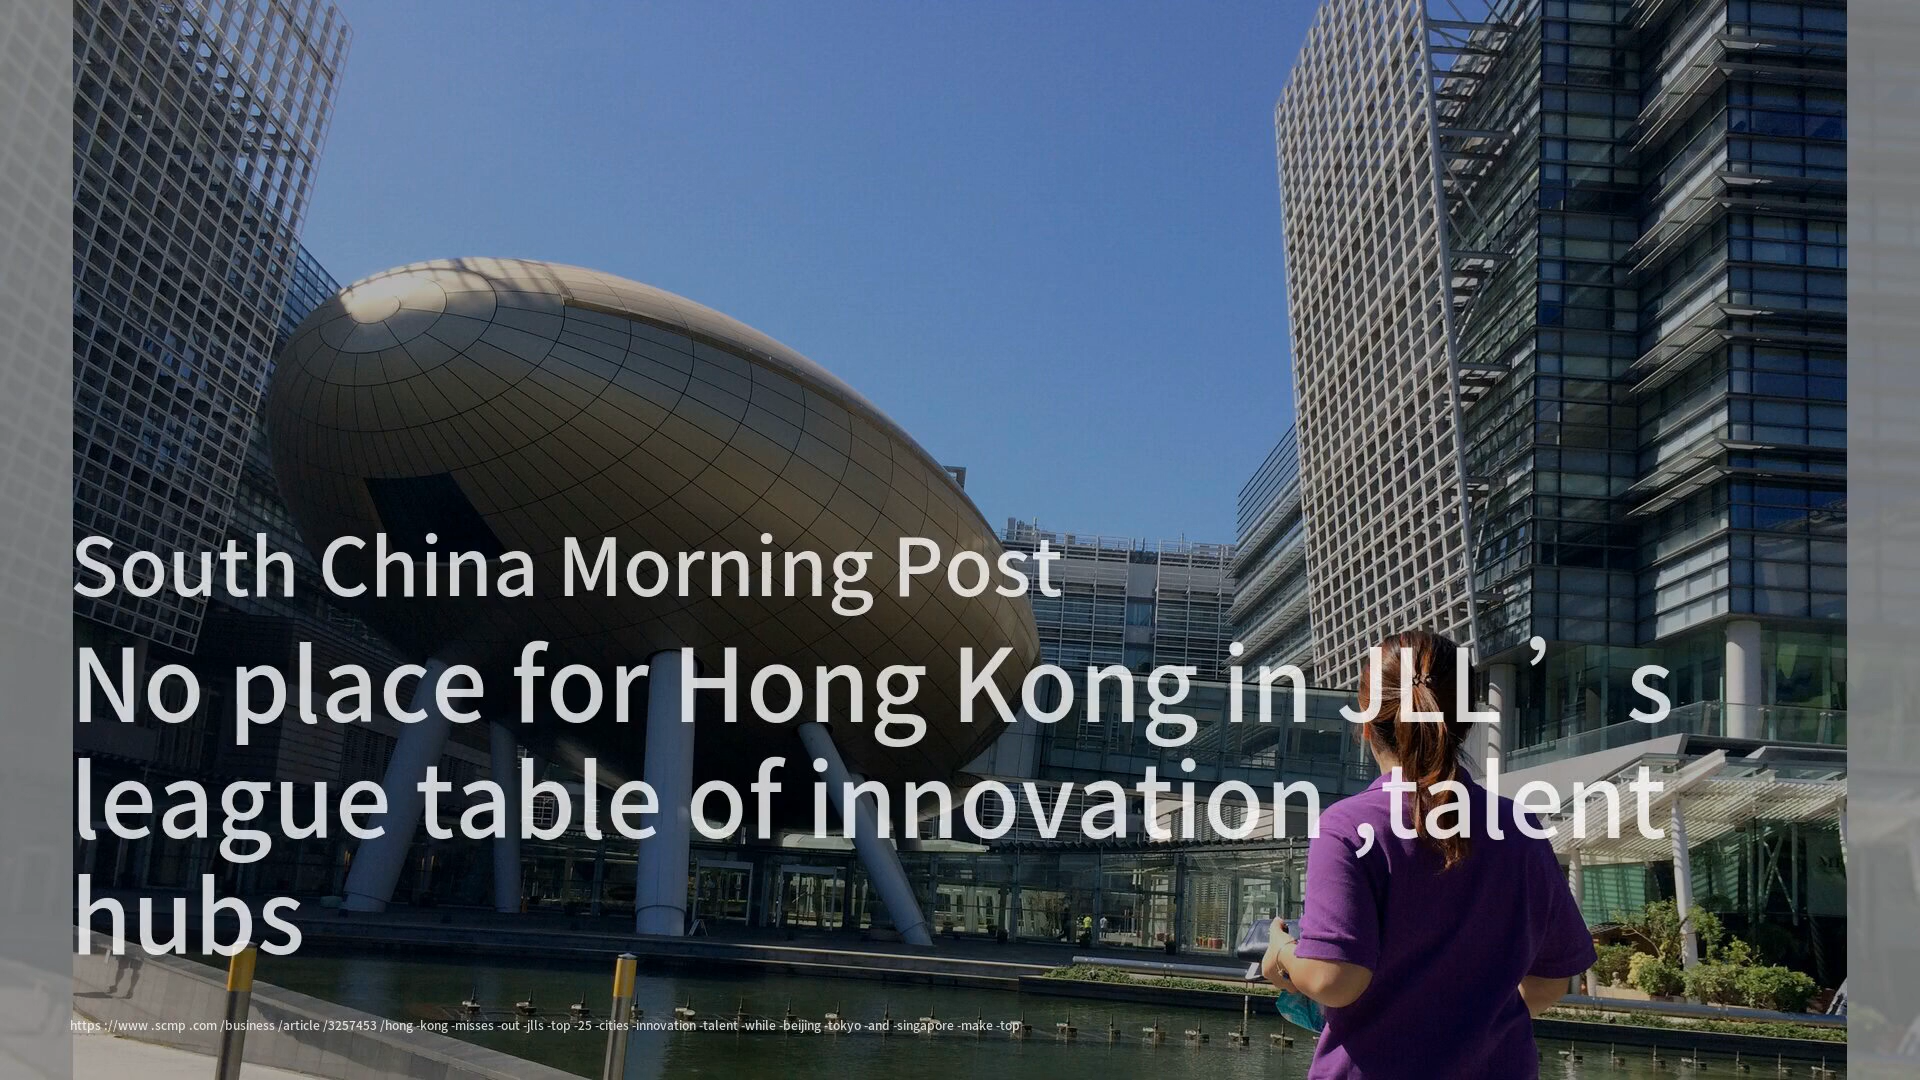 South China Morning Post
No place for Hong Kong in JLL’s
league table of innovation ,talent
hubs
https ://www .scmp .com /business /article /3257453 /hong -kong -misses -out -jlls -top -25 -cities -innovation -talent -while -beijing -tokyo -and -singapore -make -top